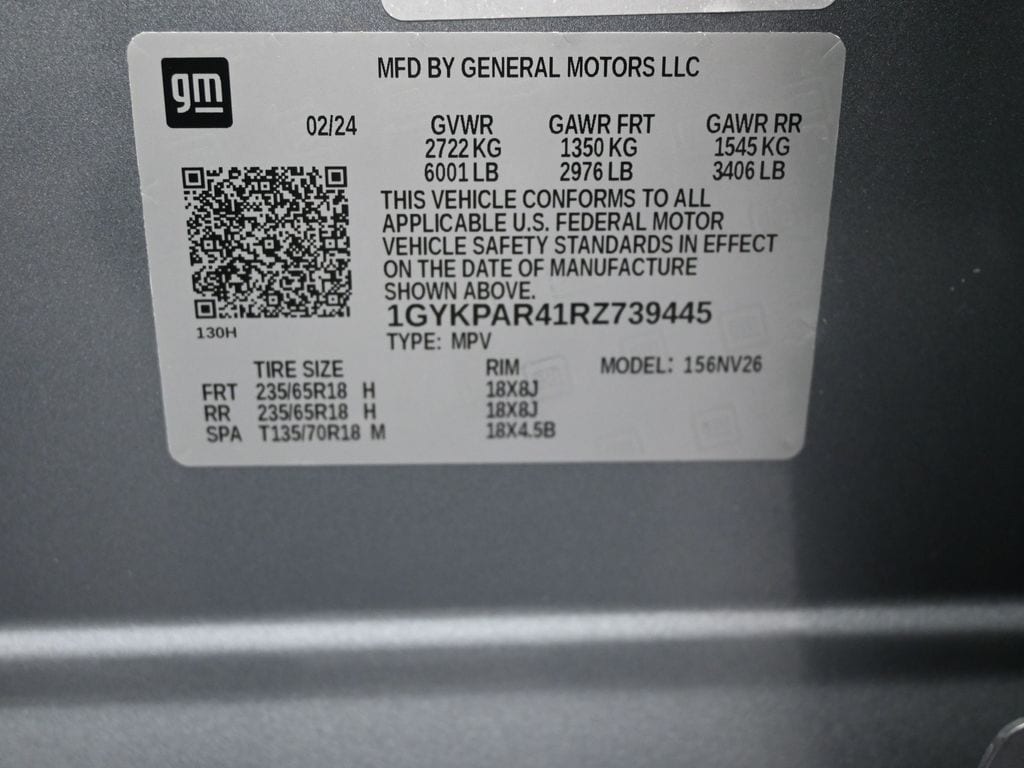 gm
MFD BY GENERAL MOTORS LLC
02/24 GVWR GAWR FRT GAWR RR
2722 KG 1350 KG 1545 KG
6001 LB 2976 LB 3406 LB
THIS VEHICLE CONFORMS TO ALL
APPLICABLE U.S. FEDERAL MOTOR
VEHICLE SAFETY STANDARDS IN EFFECT
ON THE DATE OF MANUFACTURE
SHOWN ABOVE.
1GYKPAR41RZ739445
130H
TYPE: MPV
TIRE SIZE RIM MODEL: 156NV26
FRT 235/65R18 H 18X8J
RR 235/65R18 H 18X8J
SPA T135/70R18 M 18X4.5B